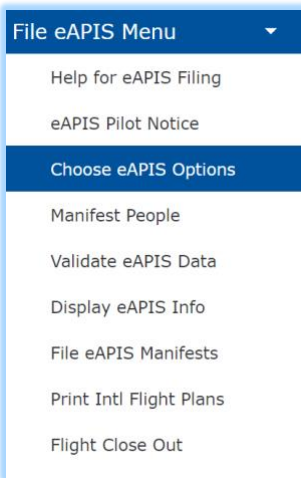 File eAPIS Menu
Help for eAPIS Filing
eAPIS Pilot Notice
Choose eAPIS Options
Manifest People
Validate eAPIS Data
Display eAPIS Info
File eAPIS Manifests
Print Intl Flight Plans
Flight Close Out